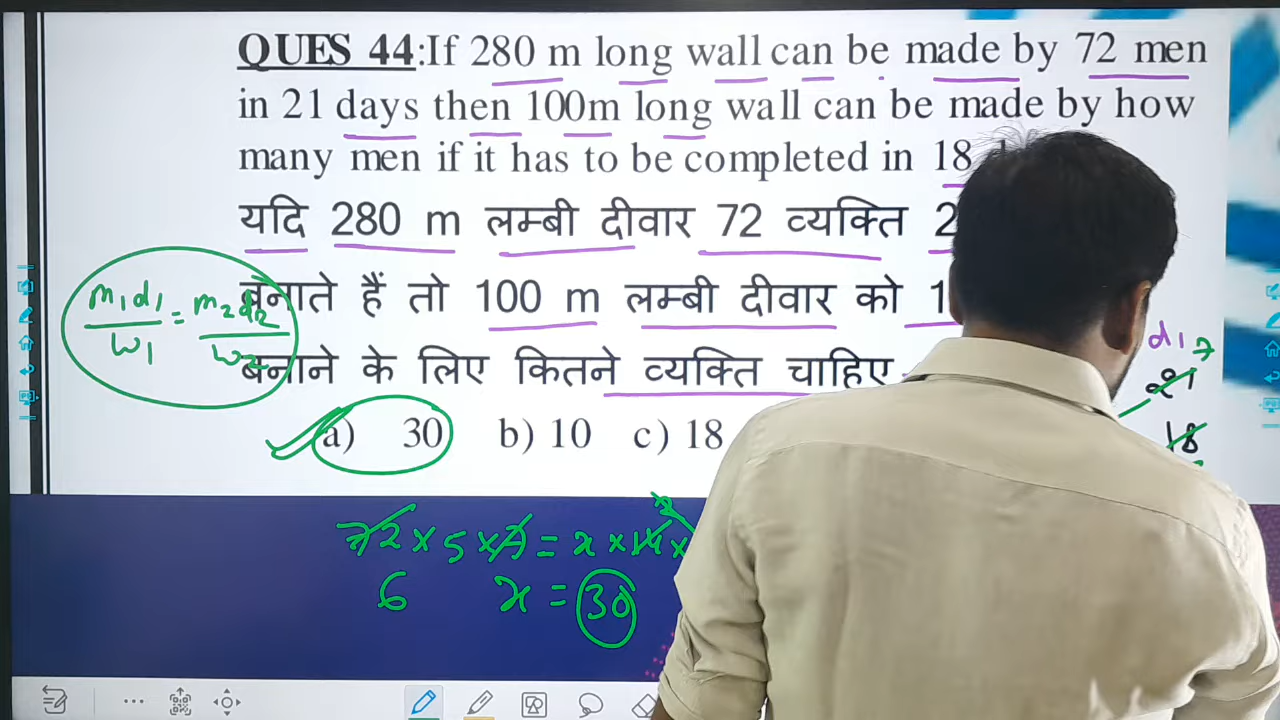 QUES 44:If 280 m long wall can be made by 72 men
in 21 days then 100m long wall can be made by how
many men if it has to be completed in 18
यदि 280 m लम्बी दीवार 72 व्यक्ति 2
बनाते हैं तो 100 m लम्बी दीवार को 1
बनाने के लिए कितने व्यक्ति चाहिए
m₁d₁/w₁ = m₂d₂/w₂
d₁ 7
21
18
a) 30 b) 10 c) 18
72 × 5 × 7 = x × 14 ×
6 x = 30